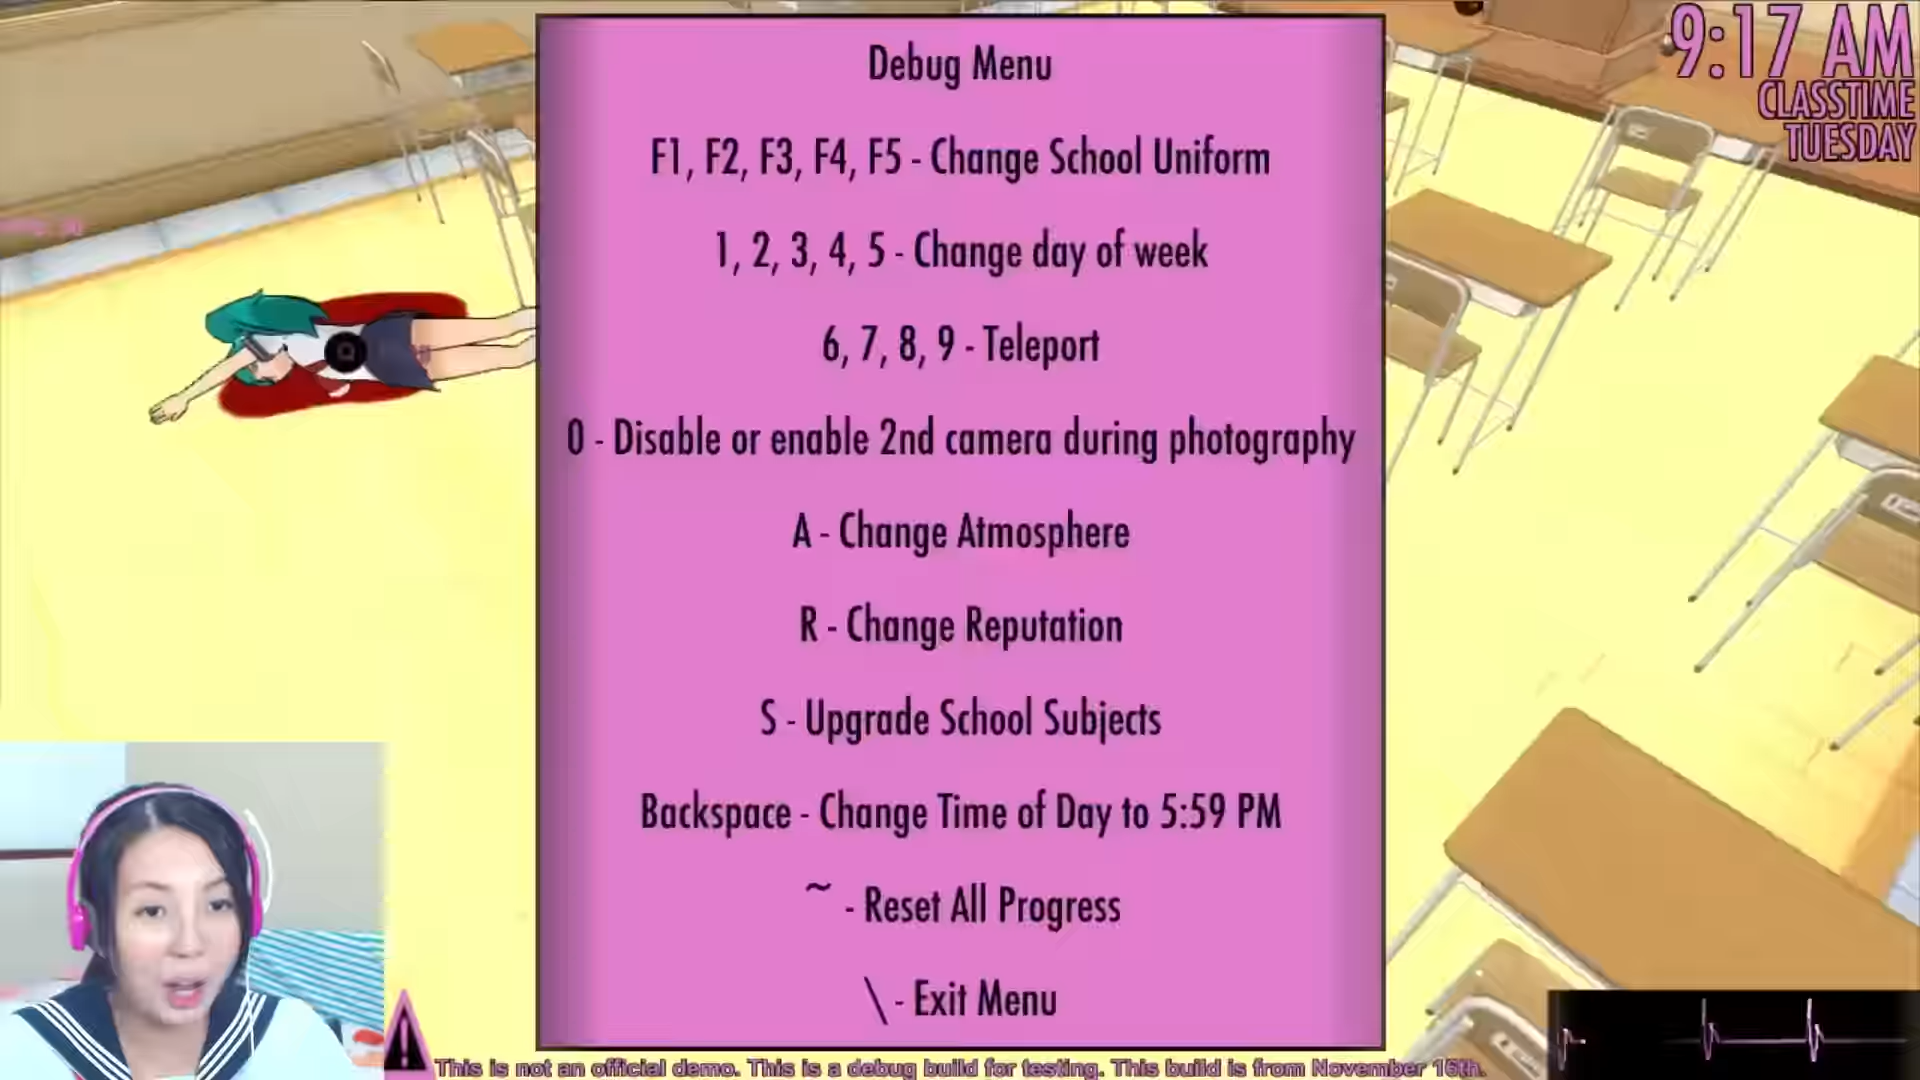 Debug Menu
F1, F2, F3, F4, F5 - Change School Uniform
1, 2, 3, 4, 5 - Change day of week
6, 7, 8, 9 - Teleport
0 - Disable or enable 2nd camera during photography
A - Change Atmosphere
R - Change Reputation
S - Upgrade School Subjects
Backspace - Change Time of Day to 5:59 PM
~ - Reset All Progress
\ - Exit Menu
9:17 AM
CLASSTIME
TUESDAY
This is not an official demo. This is a debug build for testing. This build is from November 16th.